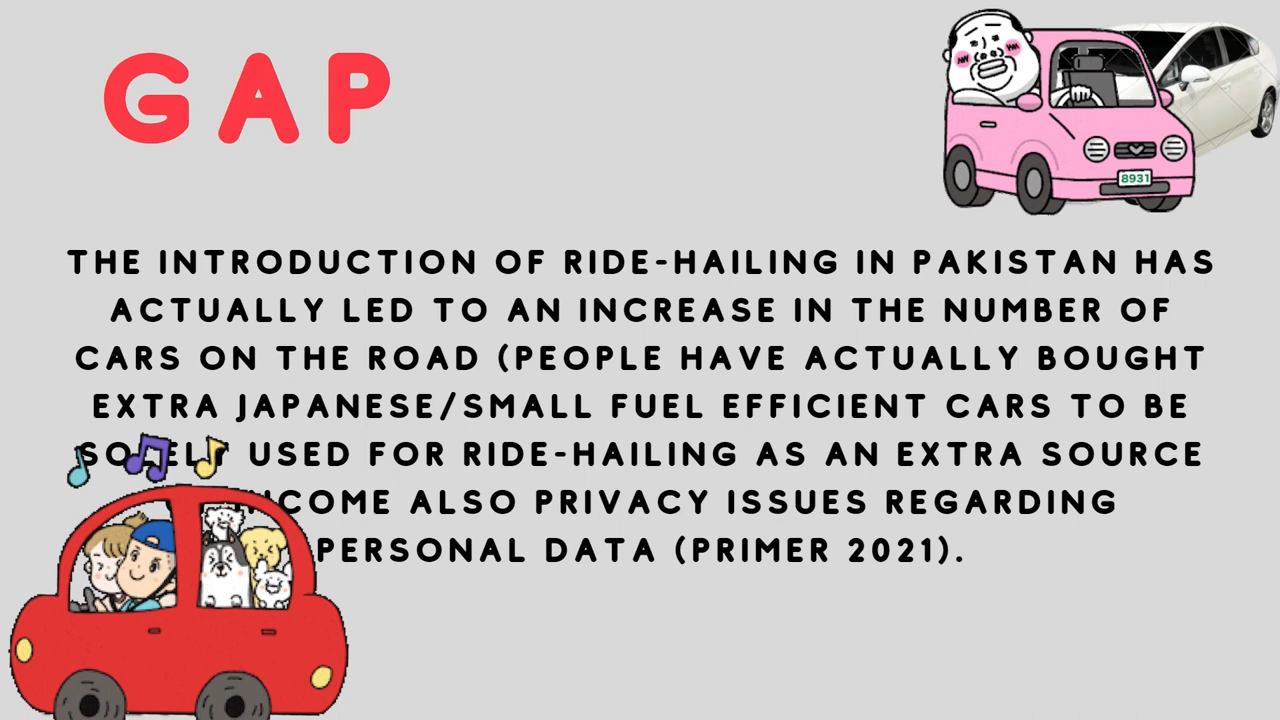 GAP
8931
THE INTRODUCTION OF RIDE-HAILING IN PAKISTAN HAS
ACTUALLY LED TO AN INCREASE IN THE NUMBER OF
CARS ON THE ROAD (PEOPLE HAVE ACTUALLY BOUGHT
EXTRA JAPANESE/SMALL FUEL EFFICIENT CARS TO BE
SOLELY USED FOR RIDE-HAILING AS AN EXTRA SOURCE
INCOME ALSO PRIVACY ISSUES REGARDING
PERSONAL DATA (PRIMER 2021).